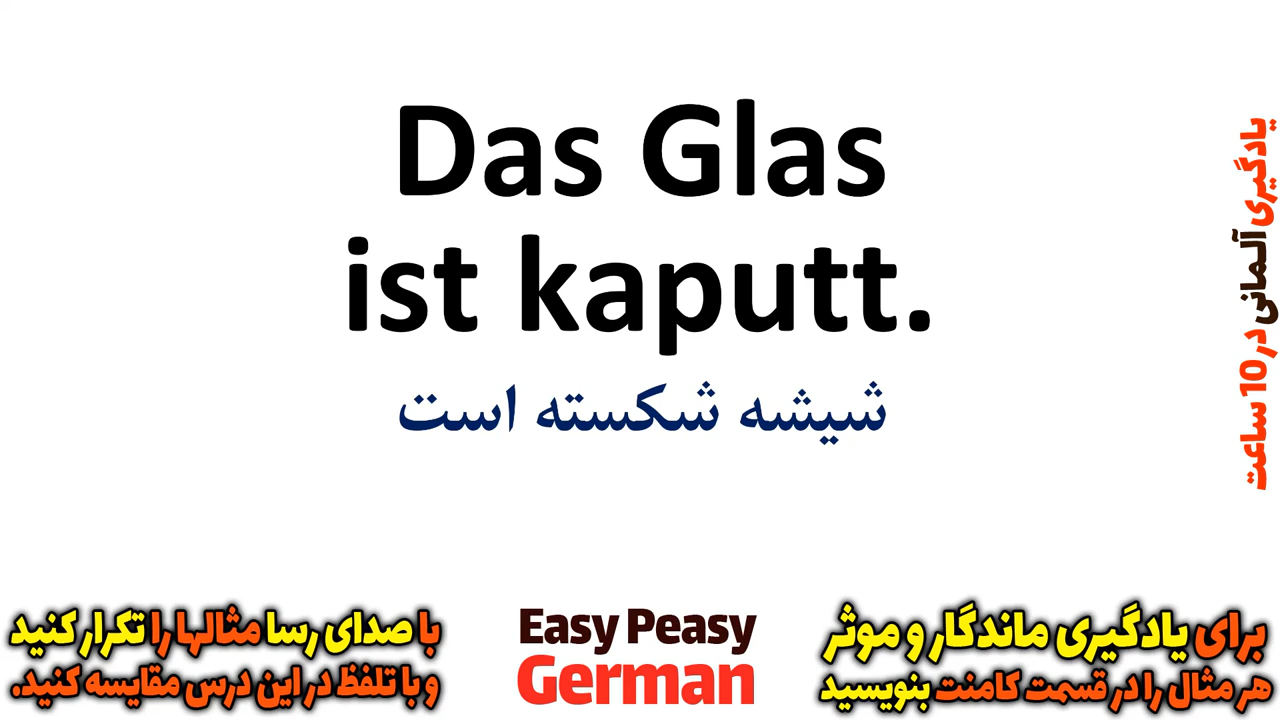 Das Glas
ist kaputt.
شیشه شکسته است
یادگیری آلمانی در 10 ساعت
با صدای رسا مثالها را تکرار کنید
و با تلفظ در این درس مقایسه کنید.
Easy Peasy
German
برای یادگیری ماندگار و موثر
هر مثال را در قسمت کامنت بنویسید